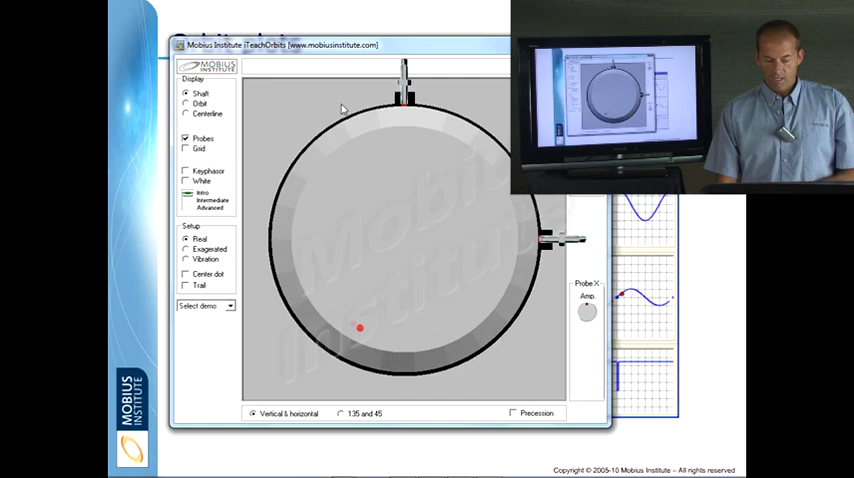 Orbit plots
Mobius Institute iTeachOrbits [www.mobiusinstitute.com]
MOBIUS
INSTITUTE
Display
Shaft
Orbit
Centerline
Probes
Grid
Keyphasor
White
Intro
Intermediate
Advanced
Setup
Real
Exagerated
Vibration
Center dot
Trail
Select demo
Mobius
Institute
Probe X
Amp.
Vertical & horizontal
135 and 45
Precession
MOBIUS
INSTITUTE
Copyright © 2005-10 Mobius Institute – All rights reserved